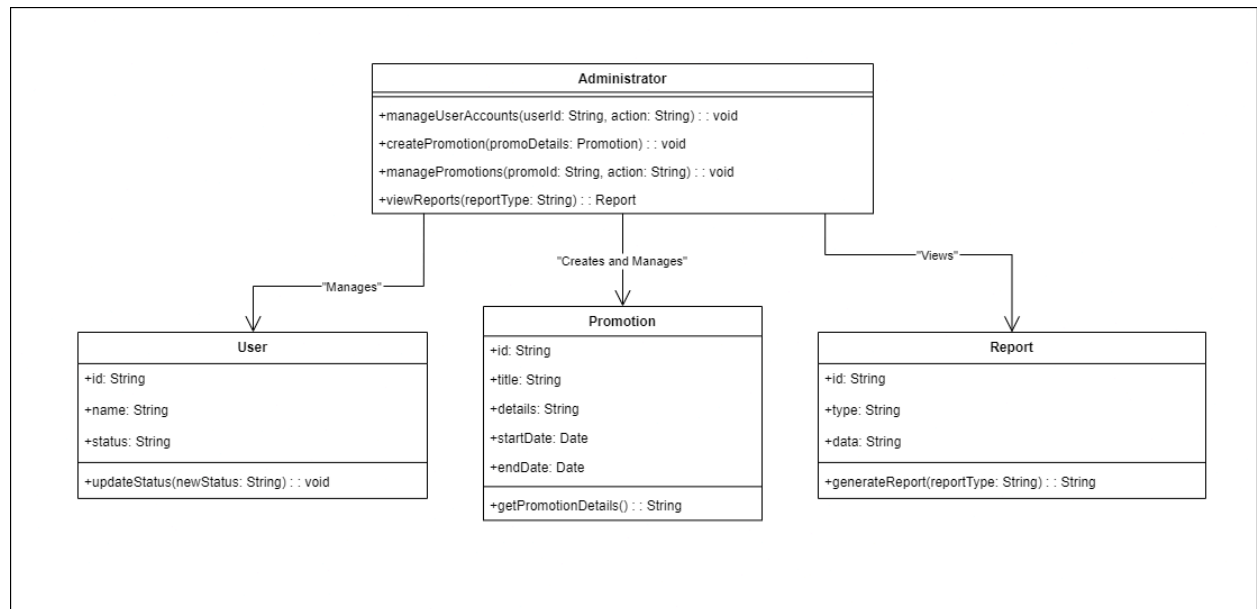 Administrator
+manageUserAccounts(userId: String, action: String) : : void
+createPromotion(promoDetails: Promotion) : : void
+managePromotions(promoId: String, action: String) : : void
+viewReports(reportType: String) : : Report
"Manages"
"Creates and Manages"
"Views"
User
+id: String
+name: String
+status: String
+updateStatus(newStatus: String) : : void
Promotion
+id: String
+title: String
+details: String
+startDate: Date
+endDate: Date
+getPromotionDetails() : : String
Report
+id: String
+type: String
+data: String
+generateReport(reportType: String) : : String